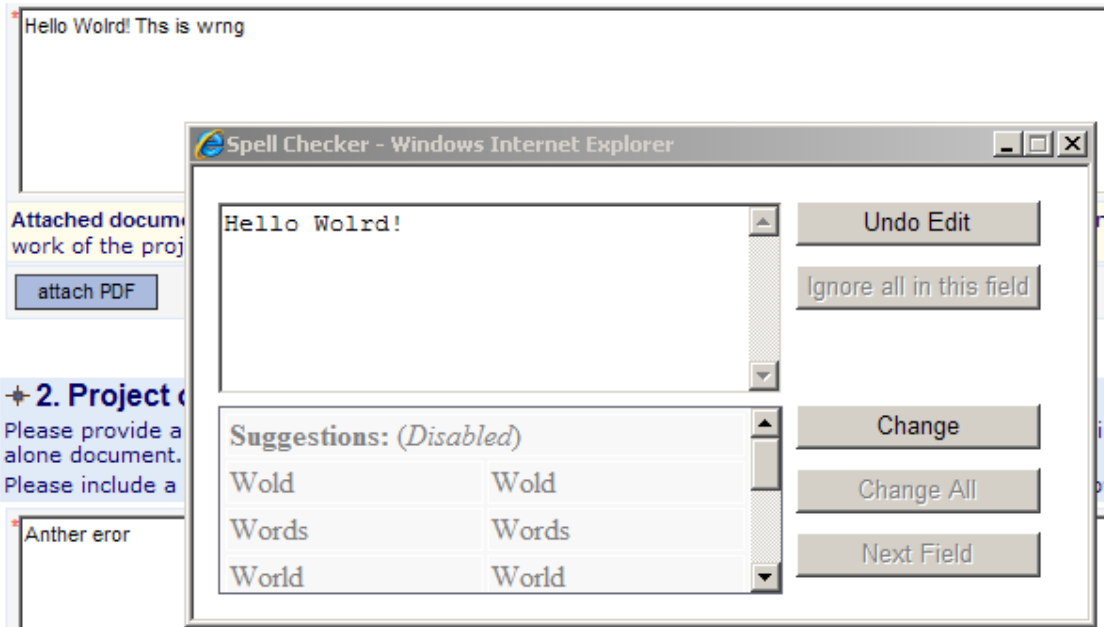 *Hello Wolrd! Ths is wrng
Spell Checker - Windows Internet Explorer
Hello Wolrd!
Undo Edit
Ignore all in this field
Attached docume
work of the proj
attach PDF
2. Project
Please provide a
alone document.
Please include a
Suggestions: (Disabled)
Wold Wold
Words Words
World World
Change
Change All
Next Field
*Anther eror